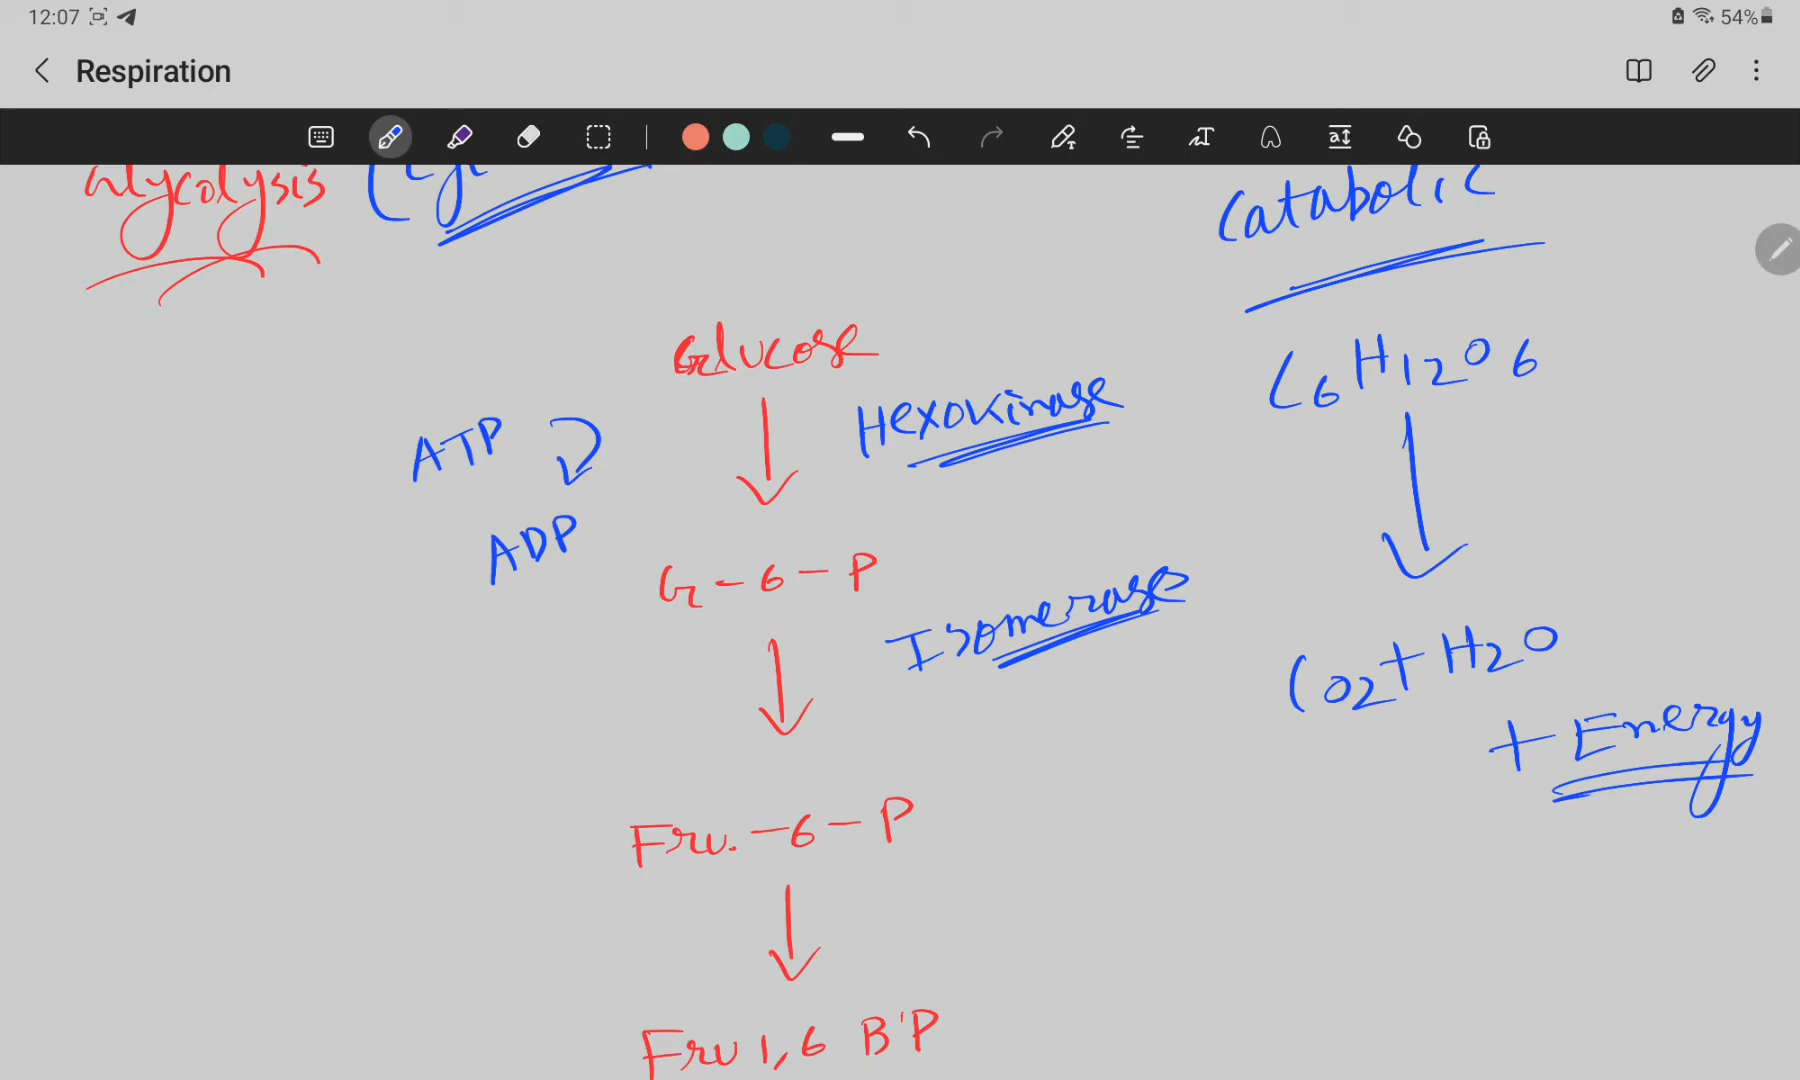 12:07 54%
Respiration
Glycolysis
Catabolic
Glucose
Hexokinase
C6H12O6
ATP
ADP
G-6-P
Isomerase
CO2+H2O
+Energy
Fru.-6-P
Fru 1,6 B'P